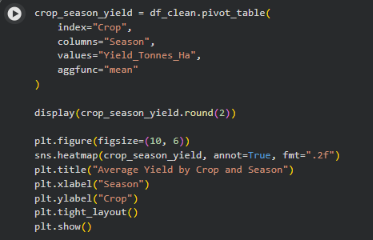 crop_season_yield = df_clean.pivot_table(
    index="Crop",
    columns="Season",
    values="Yield_Tonnes_Ha",
    aggfunc="mean"
)

display(crop_season_yield.round(2))

plt.figure(figsize=(10, 6))
sns.heatmap(crop_season_yield, annot=True, fmt=".2f")
plt.title("Average Yield by Crop and Season")
plt.xlabel("Season")
plt.ylabel("Crop")
plt.tight_layout()
plt.show()